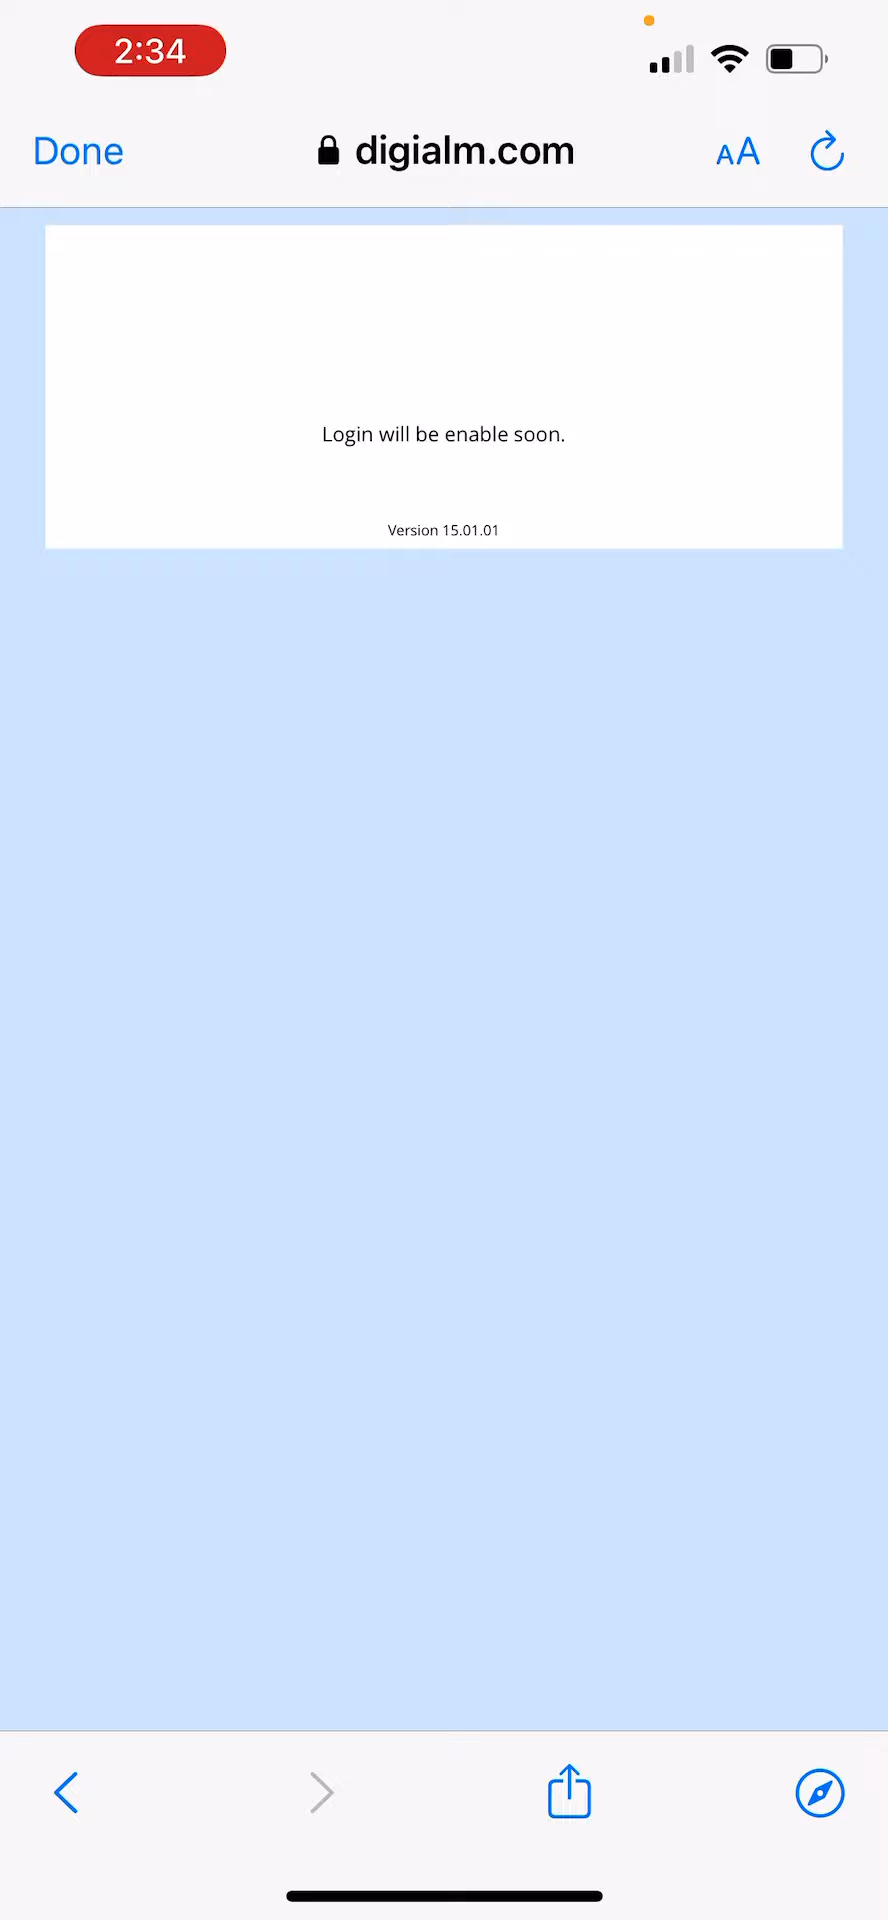 2:34
Done
digialm.com
AA
Login will be enable soon.
Version 15.01.01